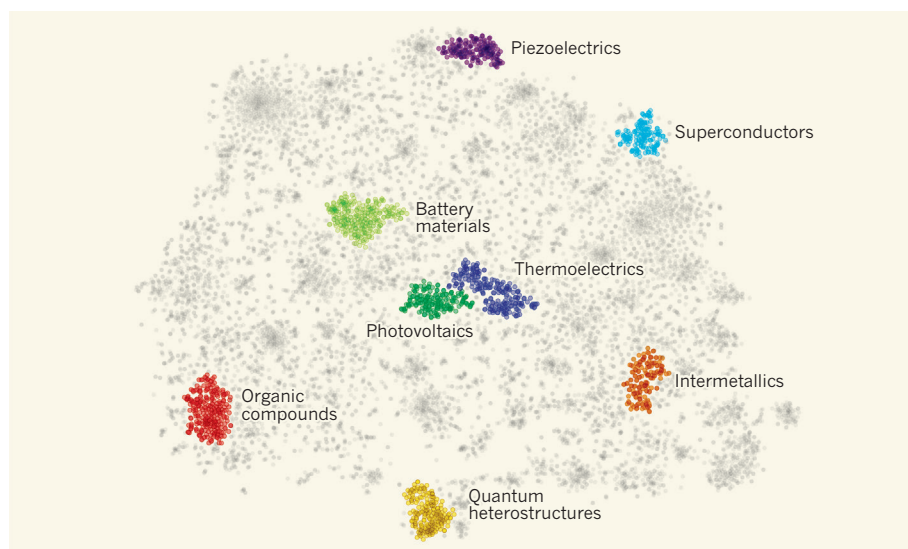 Piezoelectrics
Superconductors
Battery
materials
Thermoelectrics
Photovoltaics
Intermetallics
Organic
compounds
Quantum
heterostructures